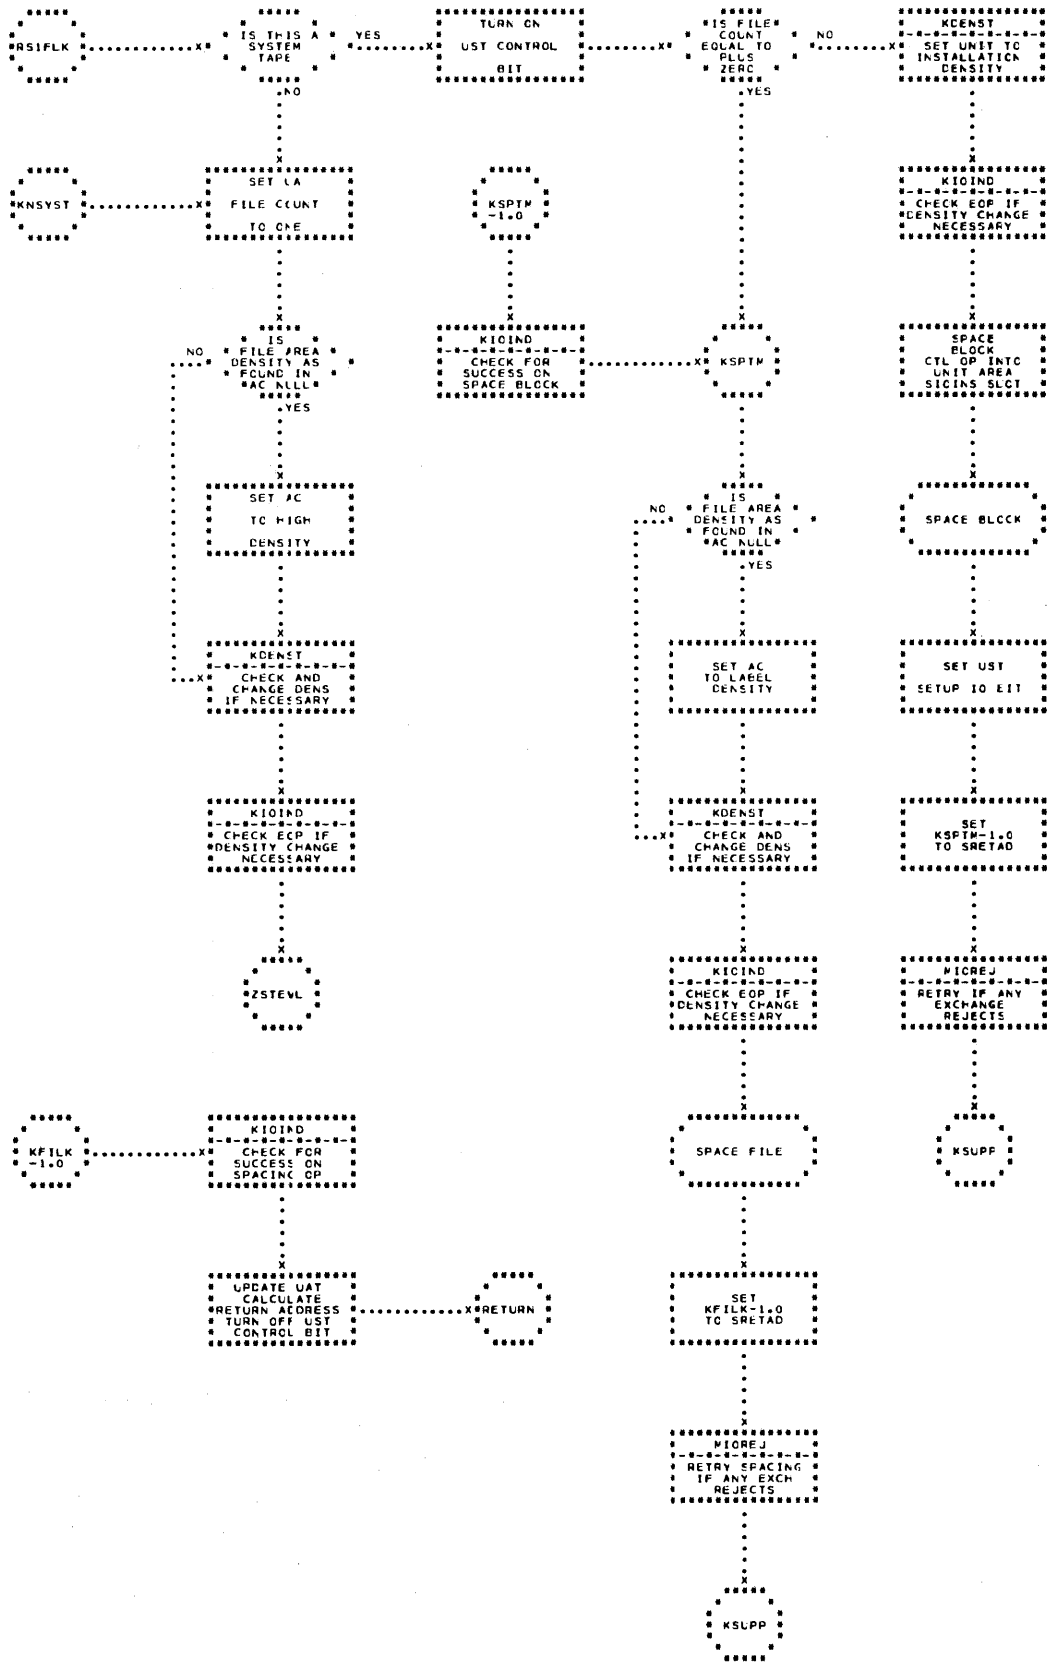 RSIFLK
IS THIS A
SYSTEM
TAPE
YES
NO
TURN ON
UST CONTROL
BIT
IS FILE
COUNT
EQUAL TO
PLUS
ZERO
NO
YES
KDENST
SET UNIT TO
INSTALLATION
DENSITY
KNSYST
SET UA
FILE COUNT
TO ONE
KSPTM
-1.0
KIOIND
CHECK EOP IF
DENSITY CHANGE
NECESSARY
IS
FILE AREA
DENSITY AS
FOUND IN
AC NULL
NO
YES
KIOIND
CHECK FOR
SUCCESS ON
SPACE BLOCK
KSPTM
SPACE
BLOCK
CTL OP INTO
UNIT AREA
SIOINS SLOT
SET AC
TO HIGH
DENSITY
IS
FILE AREA
DENSITY AS
FOUND IN
AC NULL
NO
YES
SPACE BLOCK
KDENST
CHECK AND
CHANGE DENS
IF NECESSARY
SET AC
TO LABEL
DENSITY
SET UST
SETUP IO BIT
KIOIND
CHECK EOP IF
DENSITY CHANGE
NECESSARY
KDENST
CHECK AND
CHANGE DENS
IF NECESSARY
SET
KSPTM-1.0
TO SRETAD
ZSTEVL
KIOIND
CHECK EOP IF
DENSITY CHANGE
NECESSARY
MIOREJ
RETRY IF ANY
EXCHANGE
REJECTS
KFILK
-1.0
KIOIND
CHECK FOR
SUCCESS ON
SPACING OP
SPACE FILE
KSUPP
UPDATE UAT
CALCULATE
RETURN ADDRESS
TURN OFF UST
CONTROL BIT
RETURN
SET
KFILK-1.0
TO SRETAD
MIOREJ
RETRY SPACING
IF ANY EXCH
REJECTS
KSUPP